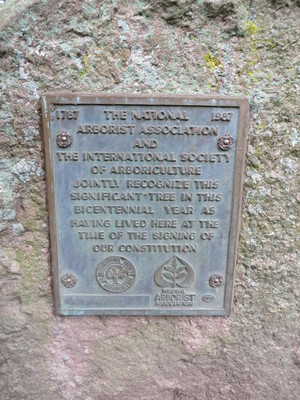 1787 THE NATIONAL 1987
ARBORIST ASSOCIATION
AND
THE INTERNATIONAL SOCIETY
OF ARBORICULTURE
JOINTLY RECOGNIZE THIS
SIGNIFICANT TREE IN THIS
BICENTENNIAL YEAR AS
HAVING LIVED HERE AT THE
TIME OF THE SIGNING OF
OUR CONSTITUTION
NATIONAL
ARBORIST
ASSOCIATION